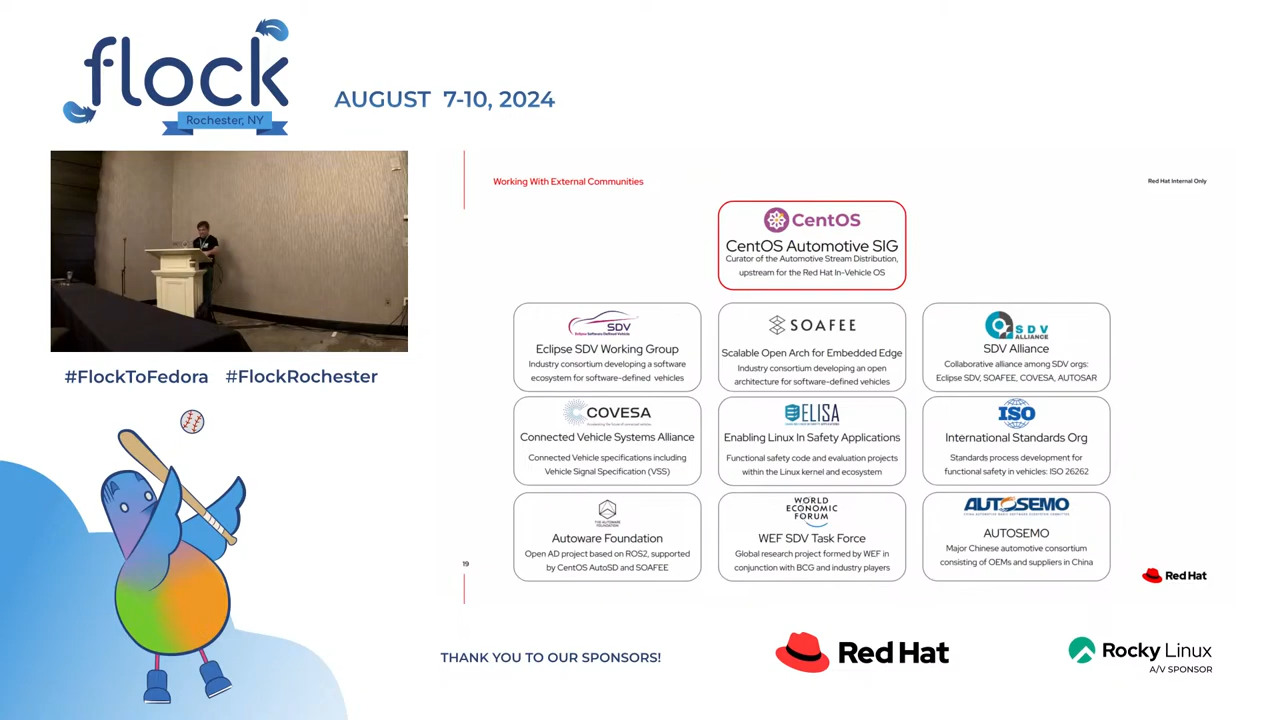 flock
Rochester, NY
AUGUST 7-10, 2024
#FlockToFedora #FlockRochester
Working With External Communities
Red Hat Internal Only
CentOS
CentOS Automotive SIG
Curator of the Automotive Stream Distribution,
upstream for the Red Hat In-Vehicle OS
SDV
Eclipse Software Defined Vehicle
Eclipse SDV Working Group
Industry consortium developing a software
ecosystem for software-defined vehicles
SOAFEE
Scalable Open Arch for Embedded Edge
Industry consortium developing an open
architecture for software-defined vehicles
SDV
ALLIANCE
SDV Alliance
Collaborative alliance among SDV orgs:
Eclipse SDV, SOAFEE, COVESA, AUTOSAR
COVESA
Connected Vehicle Systems Alliance
Connected Vehicle specifications including
Vehicle Signal Specification (VSS)
ELISA
Enabling Linux In Safety Applications
Functional safety code and evaluation projects
within the Linux kernel and ecosystem
ISO
International Standards Org
Standards process development for
functional safety in vehicles: ISO 26262
THE AUTOWARE
FOUNDATION
Autoware Foundation
Open AD project based on ROS2, supported
by CentOS AutoSD and SOAFEE
WORLD
ECONOMIC
FORUM
WEF SDV Task Force
Global research project formed by WEF in
conjunction with BCG and industry players
AUTOSEMO
AUTOSEMO
Major Chinese automotive consortium
consisting of OEMs and suppliers in China
19
Red Hat
THANK YOU TO OUR SPONSORS!
Red Hat
Rocky Linux
A/V SPONSOR